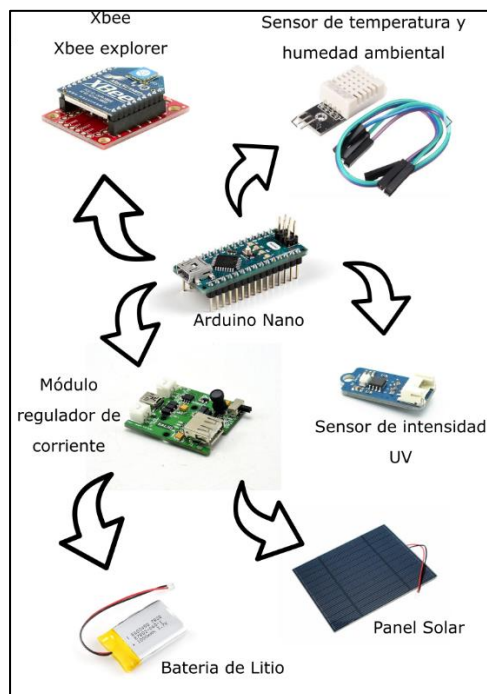 Xbee
Xbee explorer
Sensor de temperatura y
humedad ambiental
XBee
Arduino Nano
Módulo
regulador de
corriente
Sensor de intensidad
UV
Panel Solar
Bateria de Litio